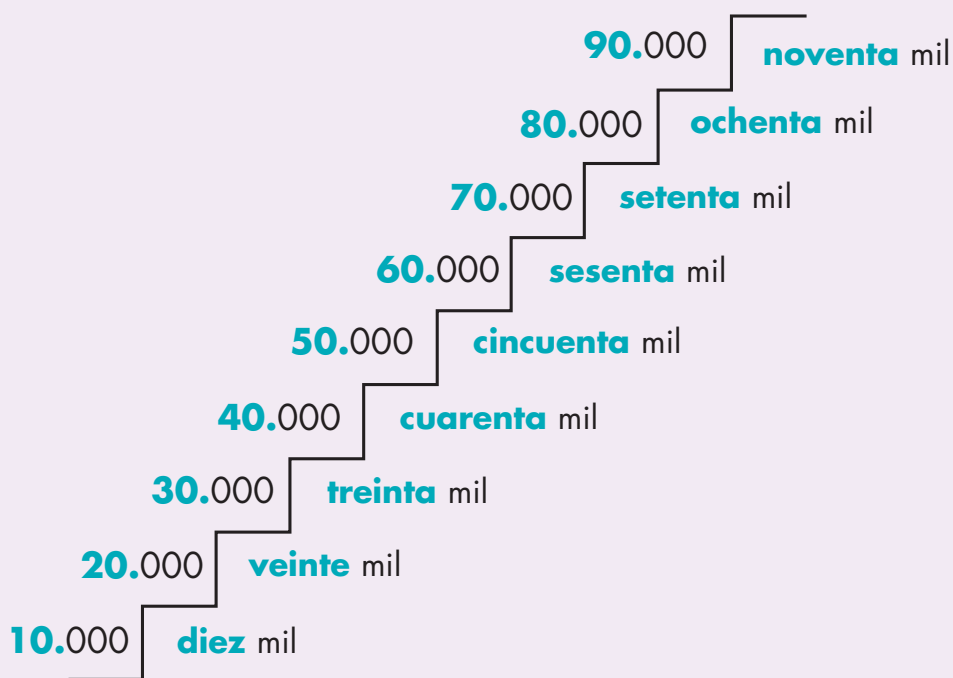 90.000 noventa mil
80.000 ochenta mil
70.000 setenta mil
60.000 sesenta mil
50.000 cincuenta mil
40.000 cuarenta mil
30.000 treinta mil
20.000 veinte mil
10.000 diez mil